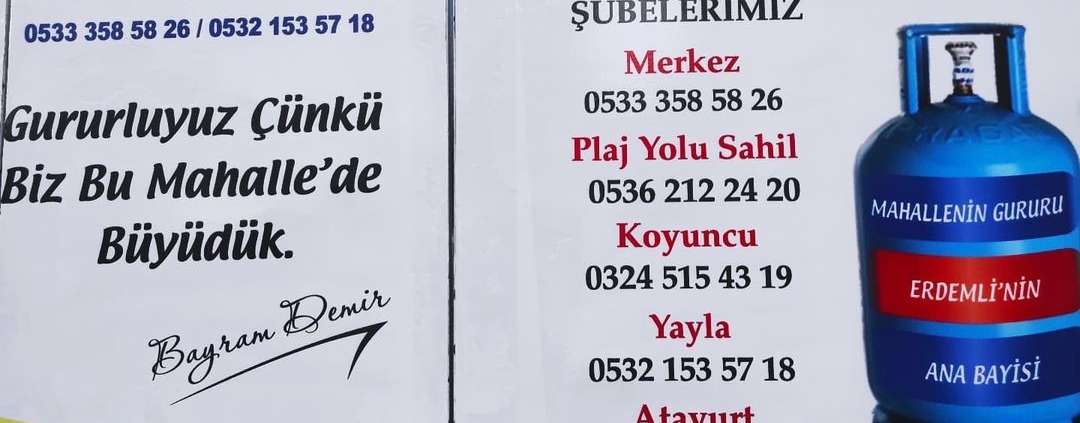 0533 358 58 26 / 0532 153 57 18
Gururluyuz Çünkü
Biz Bu Mahalle'de
Büyüdük.
Bayram Demir
ŞUBELERİMİZ
Merkez
0533 358 58 26
Plaj Yolu Sahil
0536 212 24 20
Koyuncu
0324 515 43 19
Yayla
0532 153 57 18
Atayurt
MAHALLENİN GURURU
ERDEMLİ'NİN
ANA BAYİSİ